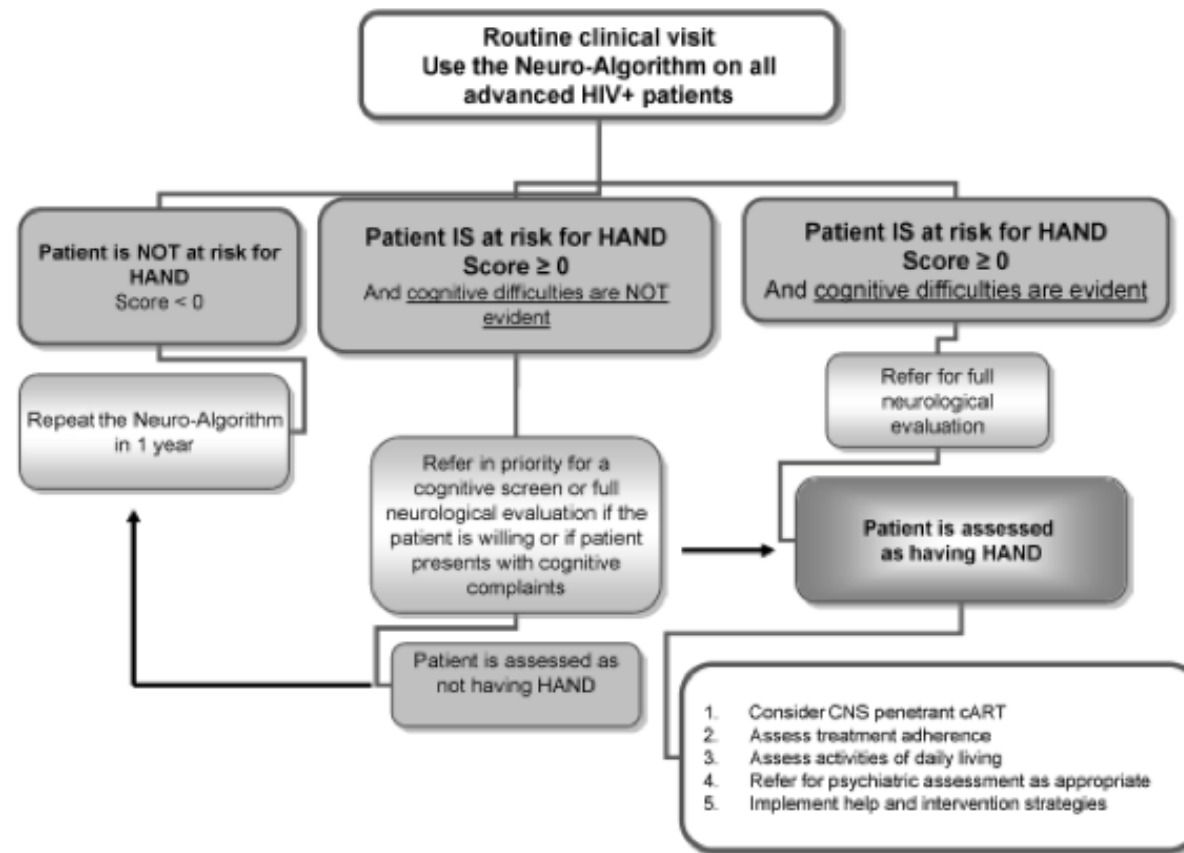 Routine clinical visit
Use the Neuro-Algorithm on all
advanced HIV+ patients
Patient is NOT at risk for
HAND
Score < 0
Patient IS at risk for HAND
Score ≥ 0
And cognitive difficulties are NOT
evident
Patient IS at risk for HAND
Score ≥ 0
And cognitive difficulties are evident
Repeat the Neuro-Algorithm
in 1 year
Refer for full
neurological
evaluation
Refer in priority for a
cognitive screen or full
neurological evaluation if the
patient is willing or if patient
presents with cognitive
complaints
Patient is assessed
as having HAND
Patient is assessed as
not having HAND
1. Consider CNS penetrant cART
2. Assess treatment adherence
3. Assess activities of daily living
4. Refer for psychiatric assessment as appropriate
5. Implement help and intervention strategies